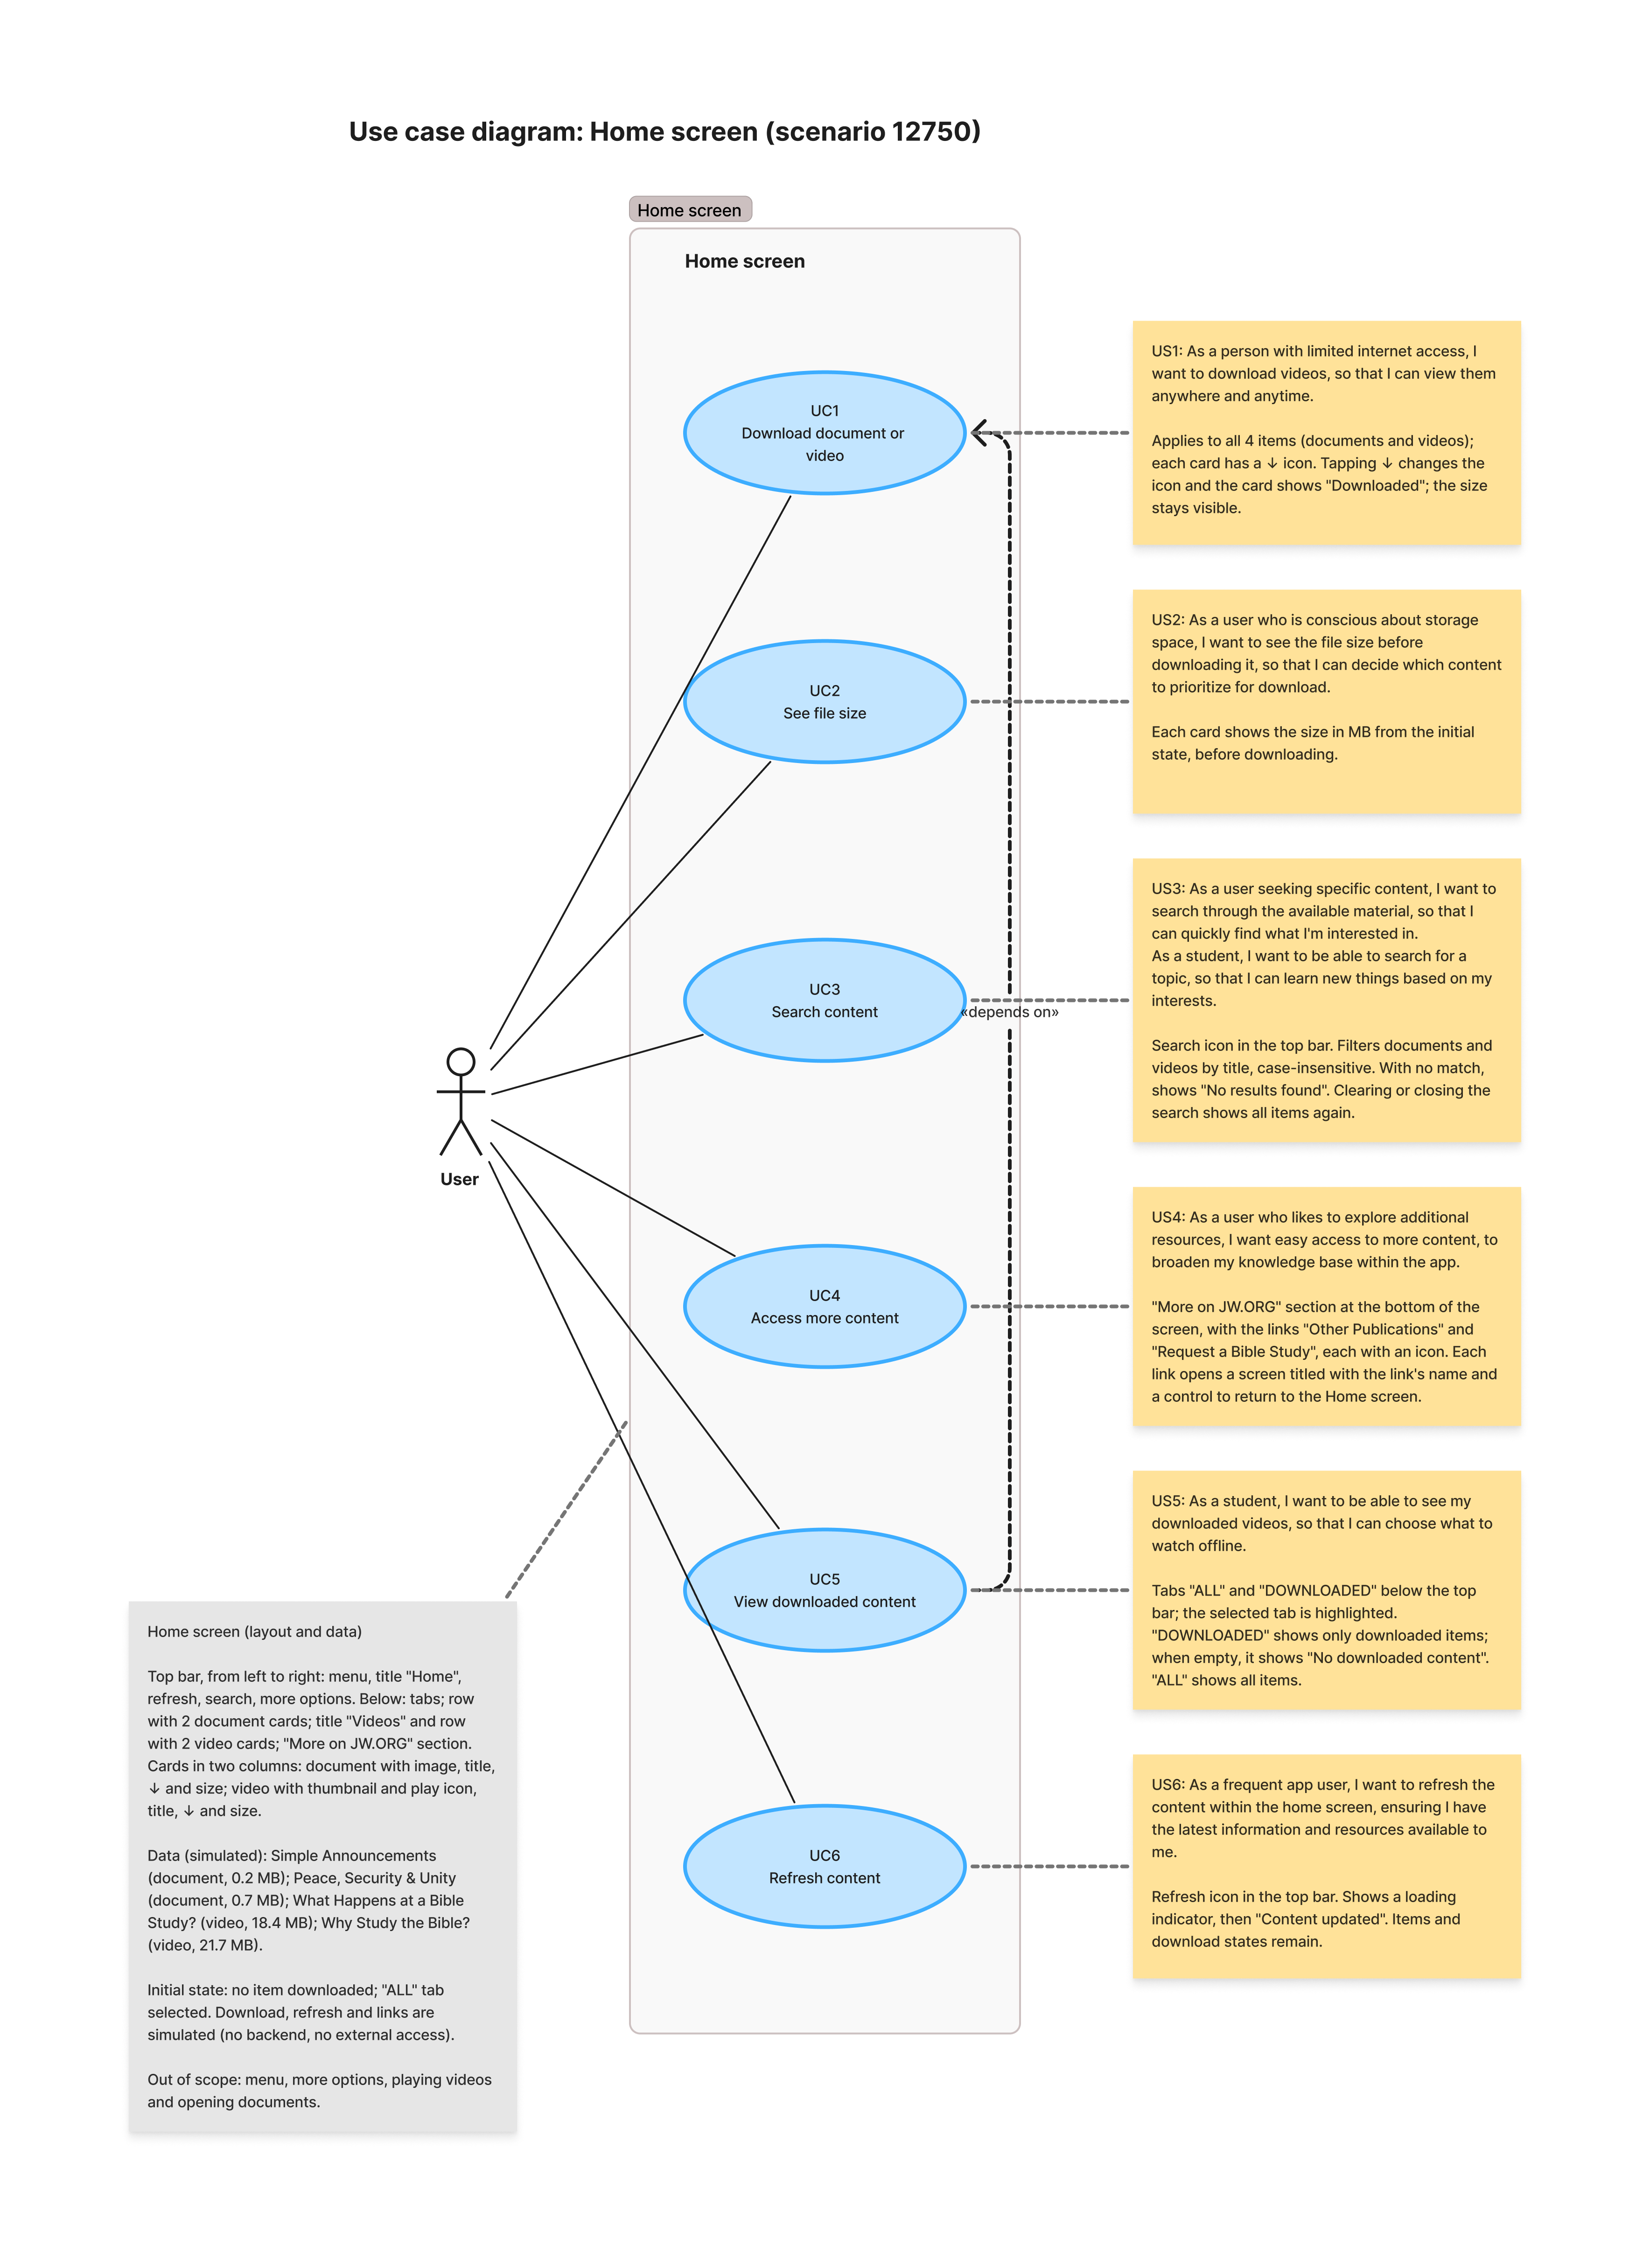 Use case diagram: Home screen (scenario 12750)
Home screen
Home screen
UC1
Download document or
video
US1: As a person with limited internet access, I
want to download videos, so that I can view them
anywhere and anytime.
Applies to all 4 items (documents and videos);
each card has a ↓ icon. Tapping ↓ changes the
icon and the card shows "Downloaded"; the size
stays visible.
UC2
See file size
US2: As a user who is conscious about storage
space, I want to see the file size before
downloading it, so that I can decide which content
to prioritize for download.
Each card shows the size in MB from the initial
state, before downloading.
UC3
Search content
«depends on»
US3: As a user seeking specific content, I want to
search through the available material, so that I
can quickly find what I'm interested in.
As a student, I want to be able to search for a
topic, so that I can learn new things based on my
interests.
Search icon in the top bar. Filters documents and
videos by title, case-insensitive. With no match,
shows "No results found". Clearing or closing the
search shows all items again.
User
UC4
Access more content
US4: As a user who likes to explore additional
resources, I want easy access to more content, to
broaden my knowledge base within the app.
"More on JW.ORG" section at the bottom of the
screen, with the links "Other Publications" and
"Request a Bible Study", each with an icon. Each
link opens a screen titled with the link's name and
a control to return to the Home screen.
UC5
View downloaded content
US5: As a student, I want to be able to see my
downloaded videos, so that I can choose what to
watch offline.
Tabs "ALL" and "DOWNLOADED" below the top
bar; the selected tab is highlighted.
"DOWNLOADED" shows only downloaded items;
when empty, it shows "No downloaded content".
"ALL" shows all items.
Home screen (layout and data)
Top bar, from left to right: menu, title "Home",
refresh, search, more options. Below: tabs; row
with 2 document cards; title "Videos" and row
with 2 video cards; "More on JW.ORG" section.
Cards in two columns: document with image, title,
↓ and size; video with thumbnail and play icon,
title, ↓ and size.
Data (simulated): Simple Announcements
(document, 0.2 MB); Peace, Security & Unity
(document, 0.7 MB); What Happens at a Bible
Study? (video, 18.4 MB); Why Study the Bible?
(video, 21.7 MB).
Initial state: no item downloaded; "ALL" tab
selected. Download, refresh and links are
simulated (no backend, no external access).
Out of scope: menu, more options, playing videos
and opening documents.
UC6
Refresh content
US6: As a frequent app user, I want to refresh the
content within the home screen, ensuring I have
the latest information and resources available to
me.
Refresh icon in the top bar. Shows a loading
indicator, then "Content updated". Items and
download states remain.